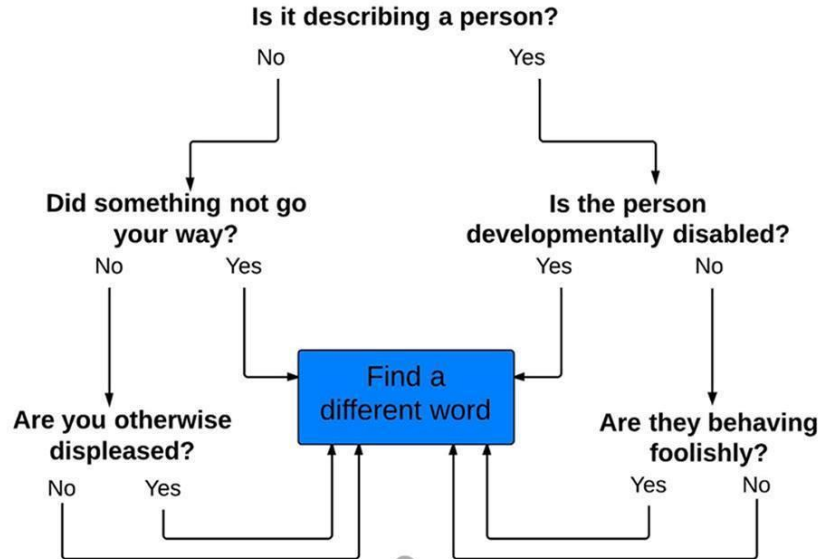 Is it describing a person?
No
Yes
Did something not go
your way?
Is the person
developmentally disabled?
No
Yes
Yes
No
Find a
different word
Are you otherwise
displeased?
Are they behaving
foolishly?
No
Yes
Yes
No